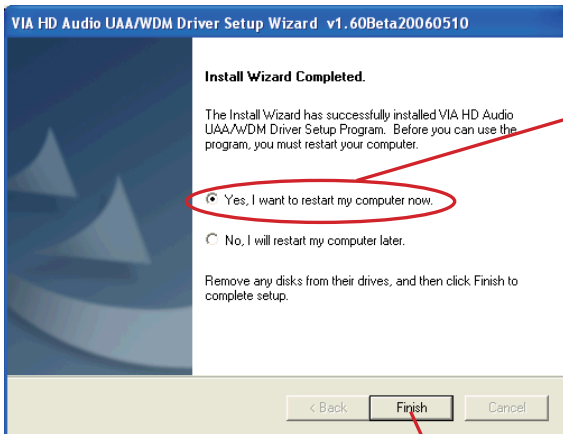 VIA HD Audio UAA/WDM Driver Setup Wizard  v1.60Beta20060510
Install Wizard Completed.
The Install Wizard has successfully installed VIA HD Audio
UAA/WDM Driver Setup Program.  Before you can use the
program, you must restart your computer.
Yes, I want to restart my computer now.
No, I will restart my computer later.
Remove any disks from their drives, and then click Finish to
complete setup.
< Back Finish Cancel